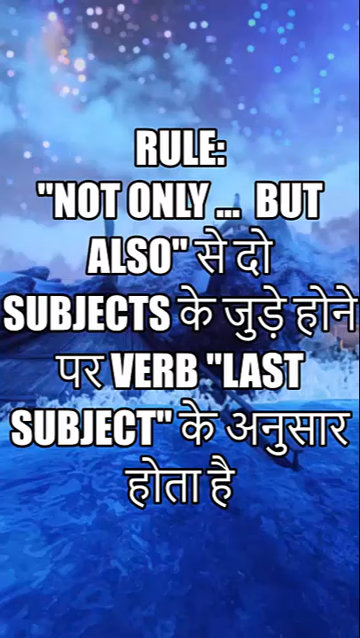 RULE:
"NOT ONLY ... BUT
ALSO" से दो
SUBJECTS के जुड़े होने
पर VERB "LAST
SUBJECT" के अनुसार
होता है